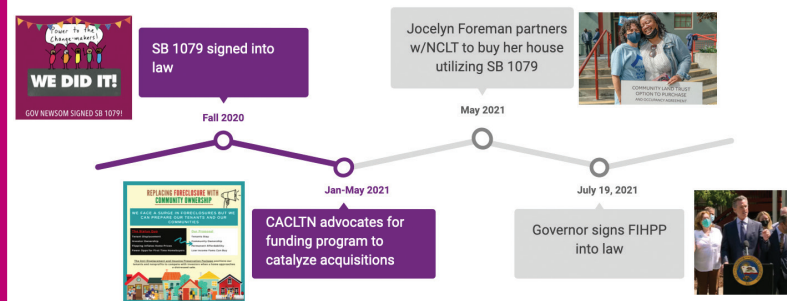 Power to the
Change-makers!
WE DID IT!
GOV NEWSOM SIGNED SB 1079!
SB 1079 signed into
law
Fall 2020
Jocelyn Foreman partners
w/NCLT to buy her house
utilizing SB 1079
May 2021
COMMUNITY LAND TRUST
OPTION TO PURCHASE
AND OCCUPANCY AGREEMENT
REPLACING FORECLOSURE WITH
COMMUNITY OWNERSHIP
WE FACE A SURGE IN FORECLOSURES BUT WE
CAN PREPARE OUR TENANTS AND OUR
COMMUNITIES
Jan-May 2021
CACLTN advocates for
funding program to
catalyze acquisitions
July 19, 2021
Governor signs FIHPP
into law